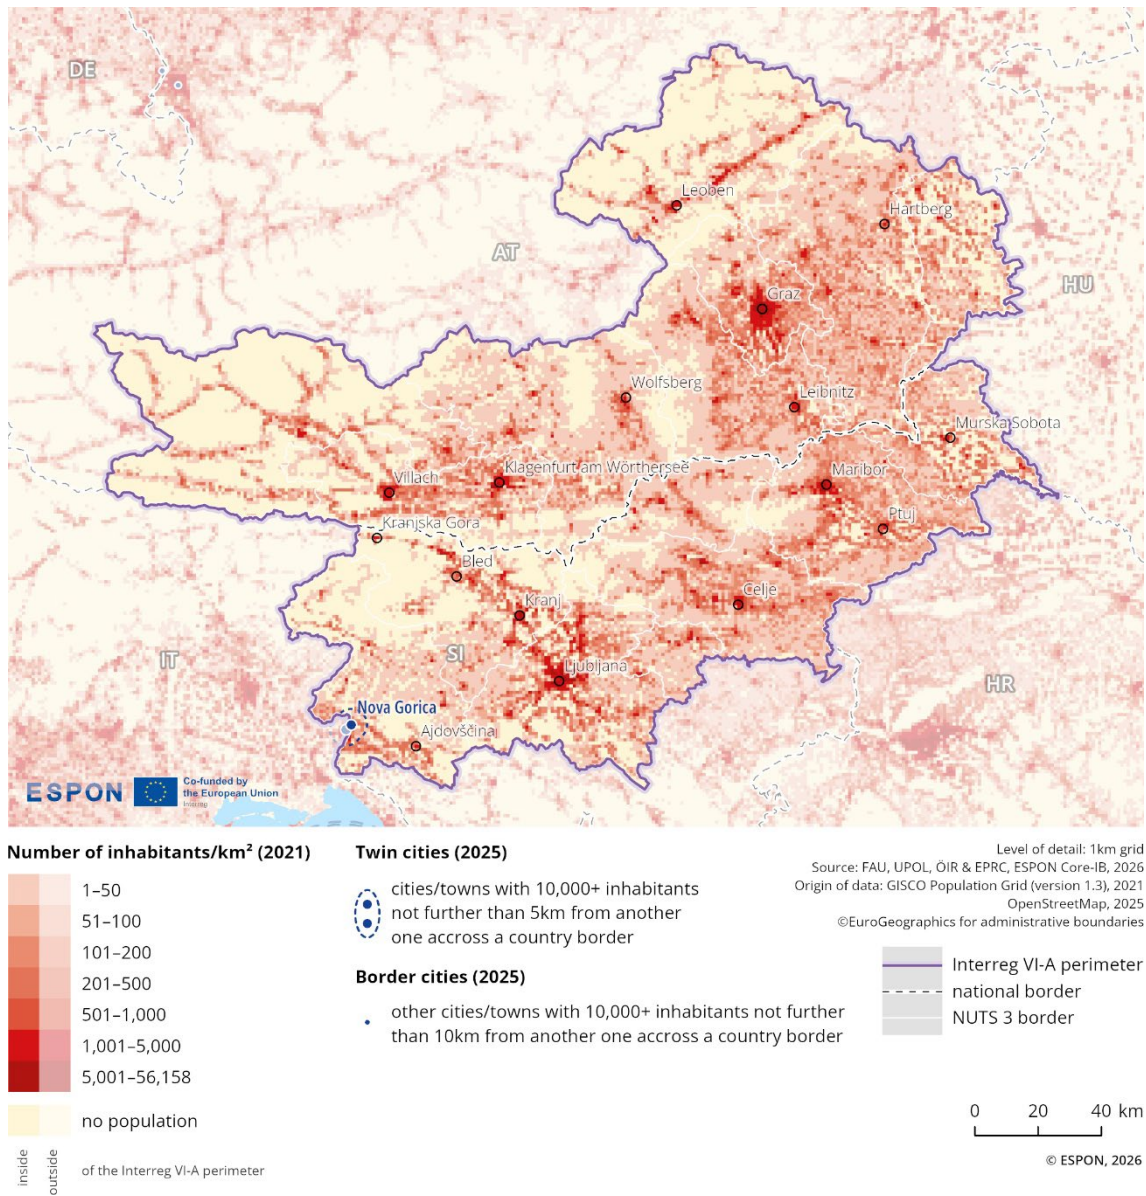 DE
Leoben
Hartberg
AT
HU
Graz
Wolfsberg
Leibnitz
Murska Sobota
Villach
Klagenfurt am Wörthersee
Maribor
Kranjska Gora
Ptuj
Bled
Celje
Kranj
SI
IT
Ljubljana
HR
Nova Gorica
Ajdovščina
ESPON
Co-funded by
the European Union
Interreg
Number of inhabitants/km² (2021)
1–50
51–100
101–200
201–500
501–1,000
1,001–5,000
5,001–56,158
no population
inside
outside
of the Interreg VI-A perimeter
Twin cities (2025)
cities/towns with 10,000+ inhabitants
not further than 5km from another
one accross a country border
Border cities (2025)
other cities/towns with 10,000+ inhabitants not further
than 10km from another one accross a country border
Level of detail: 1km grid
Source: FAU, UPOL, ÖIR & EPRC, ESPON Core-IB, 2026
Origin of data: GISCO Population Grid (version 1.3), 2021
OpenStreetMap, 2025
©EuroGeographics for administrative boundaries
Interreg VI-A perimeter
national border
NUTS 3 border
0 20 40 km
© ESPON, 2026